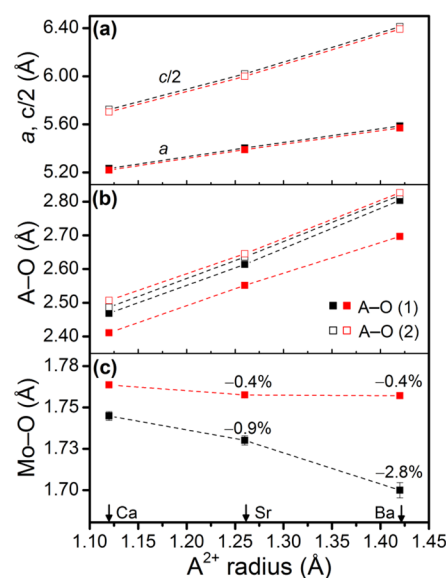 (a)
6.40
6.00
5.60
5.20
a, c/2 (Å)
c/2
a
(b)
2.80
2.70
2.60
2.50
2.40
A–O (Å)
A–O (1)
A–O (2)
(c)
1.78
1.75
1.73
1.70
Mo–O (Å)
–0.4%
–0.4%
–0.9%
–2.8%
Ca
Sr
Ba
1.10 1.15 1.20 1.25 1.30 1.35 1.40 1.45
A²⁺ radius (Å)